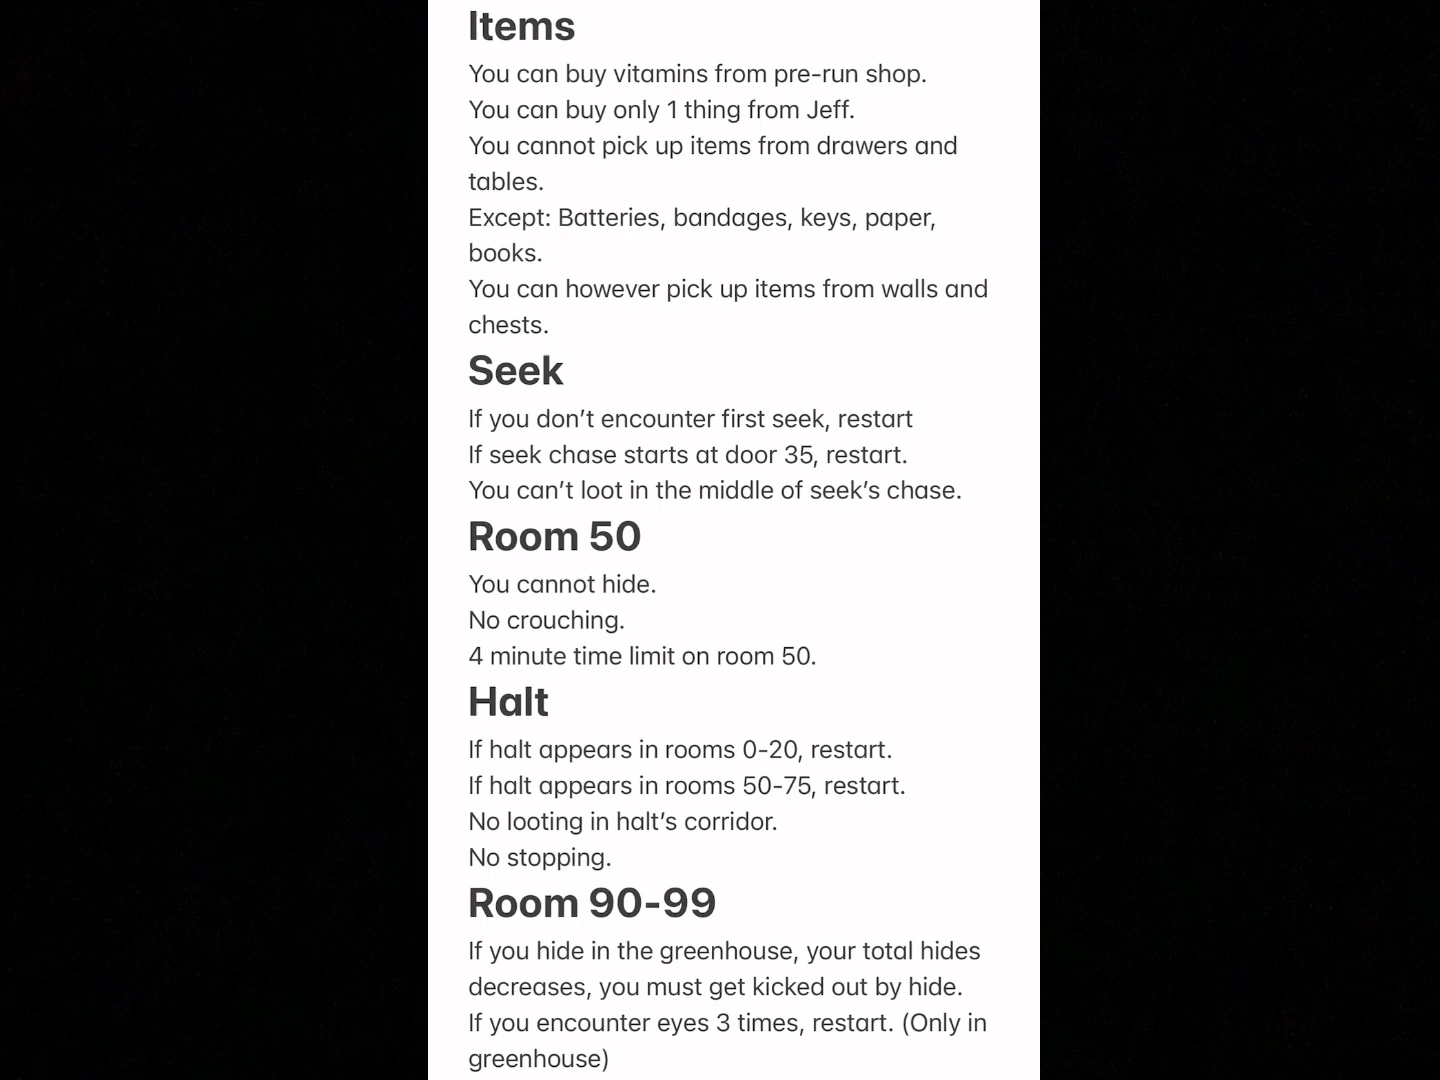 Items
You can buy vitamins from pre-run shop.
You can buy only 1 thing from Jeff.
You cannot pick up items from drawers and
tables.
Except: Batteries, bandages, keys, paper,
books.
You can however pick up items from walls and
chests.
Seek
If you don’t encounter first seek, restart
If seek chase starts at door 35, restart.
You can’t loot in the middle of seek’s chase.
Room 50
You cannot hide.
No crouching.
4 minute time limit on room 50.
Halt
If halt appears in rooms 0-20, restart.
If halt appears in rooms 50-75, restart.
No looting in halt’s corridor.
No stopping.
Room 90-99
If you hide in the greenhouse, your total hides
decreases, you must get kicked out by hide.
If you encounter eyes 3 times, restart. (Only in
greenhouse)